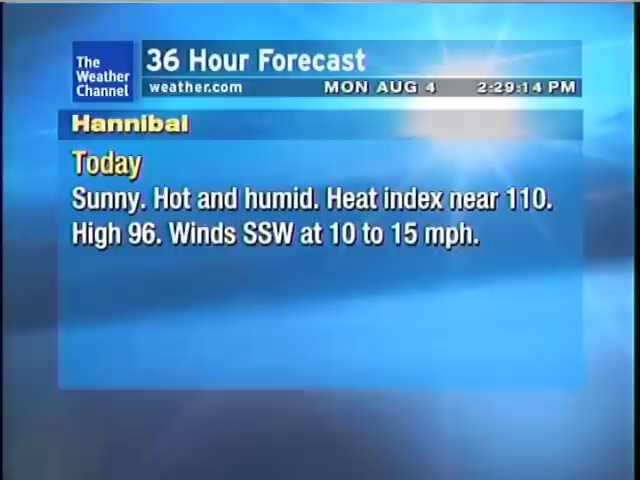 The
Weather
Channel
36 Hour Forecast
weather.com MON AUG 4 2:29:14 PM
Hannibal
Today
Sunny. Hot and humid. Heat index near 110.
High 96. Winds SSW at 10 to 15 mph.